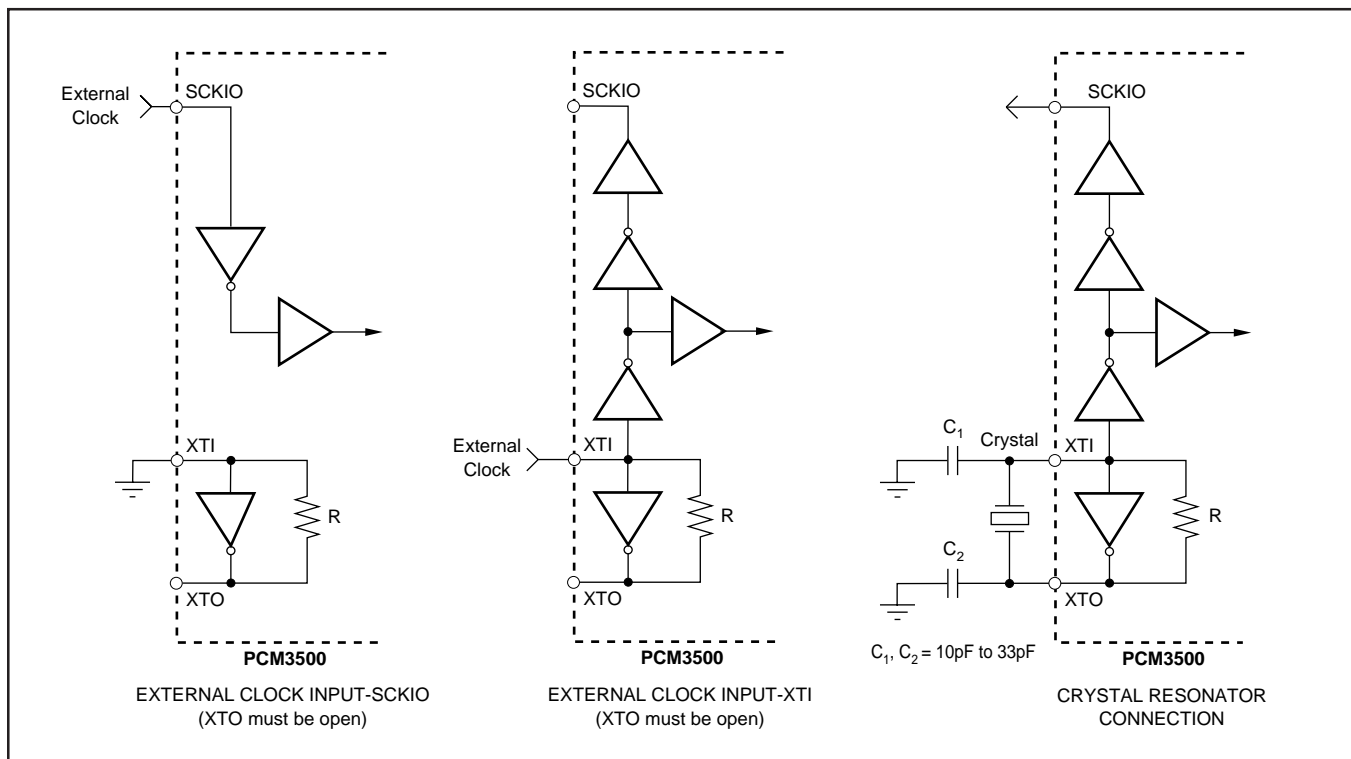 SCKIO
External
Clock
XTI
R
XTO
PCM3500
EXTERNAL CLOCK INPUT-SCKIO
(XTO must be open)
SCKIO
External
Clock
XTI
R
XTO
PCM3500
EXTERNAL CLOCK INPUT-XTI
(XTO must be open)
SCKIO
C₁
Crystal
XTI
R
C₂
XTO
C₁, C₂ = 10pF to 33pF
PCM3500
CRYSTAL RESONATOR
CONNECTION